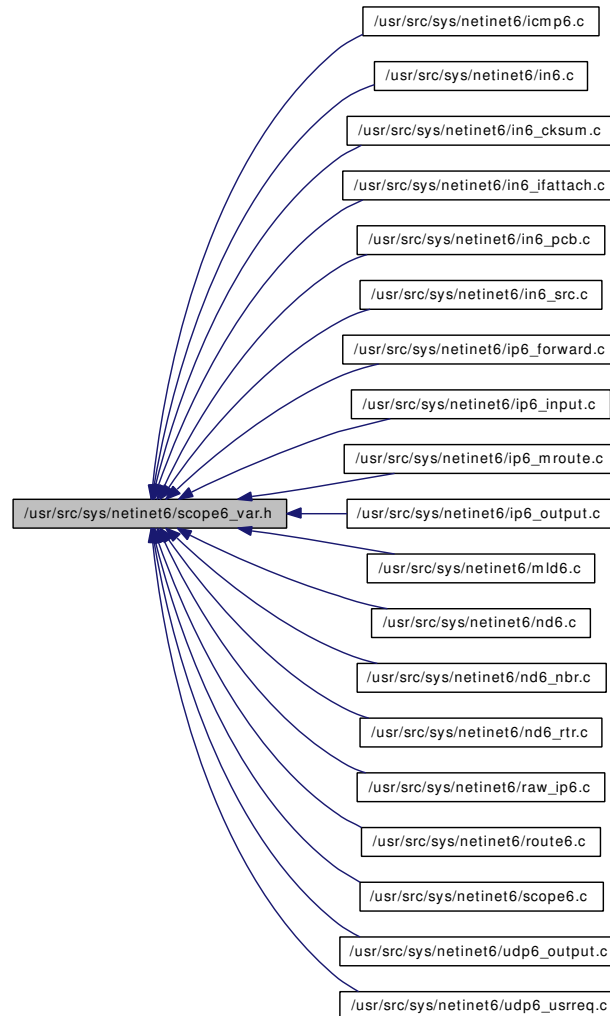 /usr/src/sys/netinet6/icmp6.c
/usr/src/sys/netinet6/in6.c
/usr/src/sys/netinet6/in6_cksum.c
/usr/src/sys/netinet6/in6_ifattach.c
/usr/src/sys/netinet6/in6_pcb.c
/usr/src/sys/netinet6/in6_src.c
/usr/src/sys/netinet6/ip6_forward.c
/usr/src/sys/netinet6/ip6_input.c
/usr/src/sys/netinet6/ip6_mroute.c
/usr/src/sys/netinet6/scope6_var.h
/usr/src/sys/netinet6/ip6_output.c
/usr/src/sys/netinet6/mld6.c
/usr/src/sys/netinet6/nd6.c
/usr/src/sys/netinet6/nd6_nbr.c
/usr/src/sys/netinet6/nd6_rtr.c
/usr/src/sys/netinet6/raw_ip6.c
/usr/src/sys/netinet6/route6.c
/usr/src/sys/netinet6/scope6.c
/usr/src/sys/netinet6/udp6_output.c
/usr/src/sys/netinet6/udp6_usrreq.c